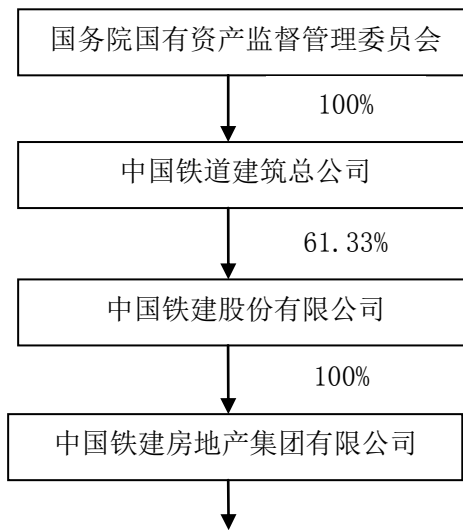 国务院国有资产监督管理委员会
100%
中国铁道建筑总公司
61.33%
中国铁建股份有限公司
100%
中国铁建房地产集团有限公司